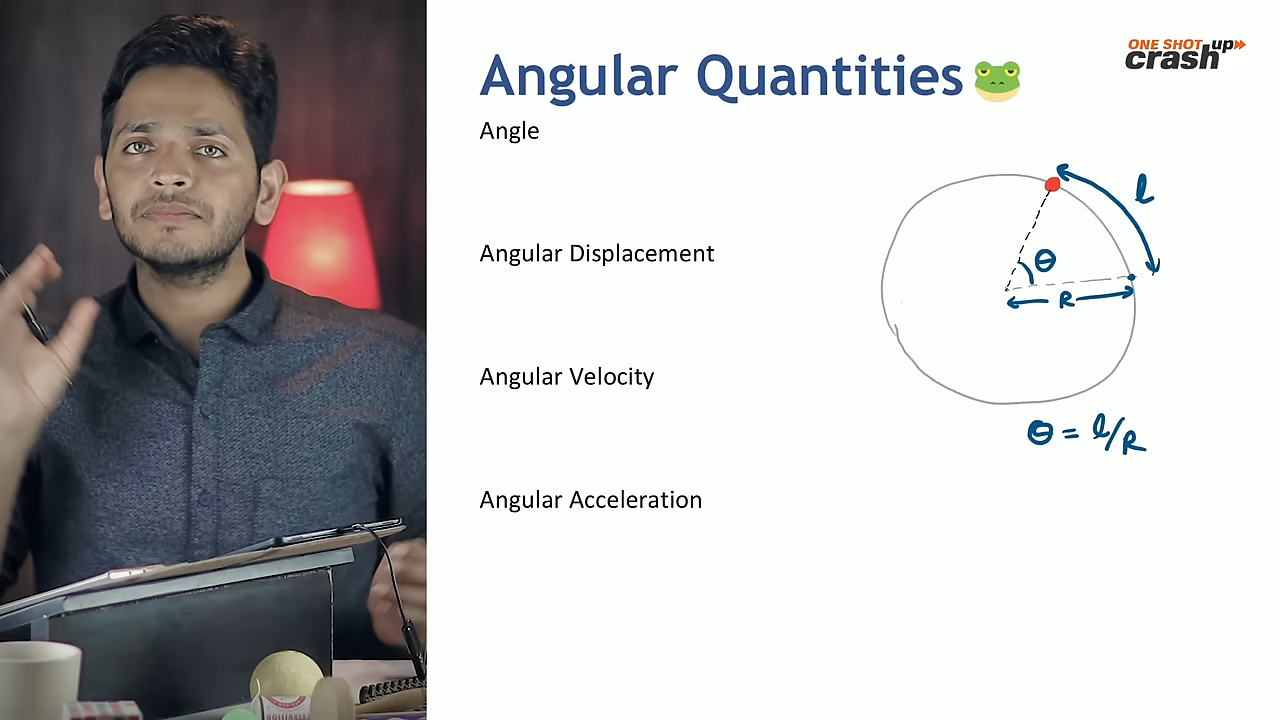 Angular Quantities
ONE SHOT
crash up
Angle
l
θ
Angular Displacement
R
Angular Velocity
θ = l/R
Angular Acceleration